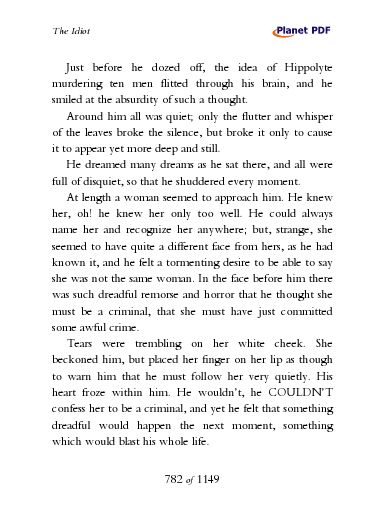 The Idiot
Planet PDF
Just before he dozed off, the idea of Hippolyte
murdering ten men flitted through his brain, and he
smiled at the absurdity of such a thought.
Around him all was quiet; only the flutter and whisper
of the leaves broke the silence, but broke it only to cause
it to appear yet more deep and still.
He dreamed many dreams as he sat there, and all were
full of disquiet, so that he shuddered every moment.
At length a woman seemed to approach him. He knew
her, oh! he knew her only too well. He could always
name her and recognize her anywhere; but, strange, she
seemed to have quite a different face from hers, as he had
known it, and he felt a tormenting desire to be able to say
she was not the same woman. In the face before him there
was such dreadful remorse and horror that he thought she
must be a criminal, that she must have just committed
some awful crime.
Tears were trembling on her white cheek. She
beckoned him, but placed her finger on her lip as though
to warn him that he must follow her very quietly. His
heart froze within him. He wouldn't, he COULDN'T
confess her to be a criminal, and yet he felt that something
dreadful would happen the next moment, something
which would blast his whole life.
782 of 1149